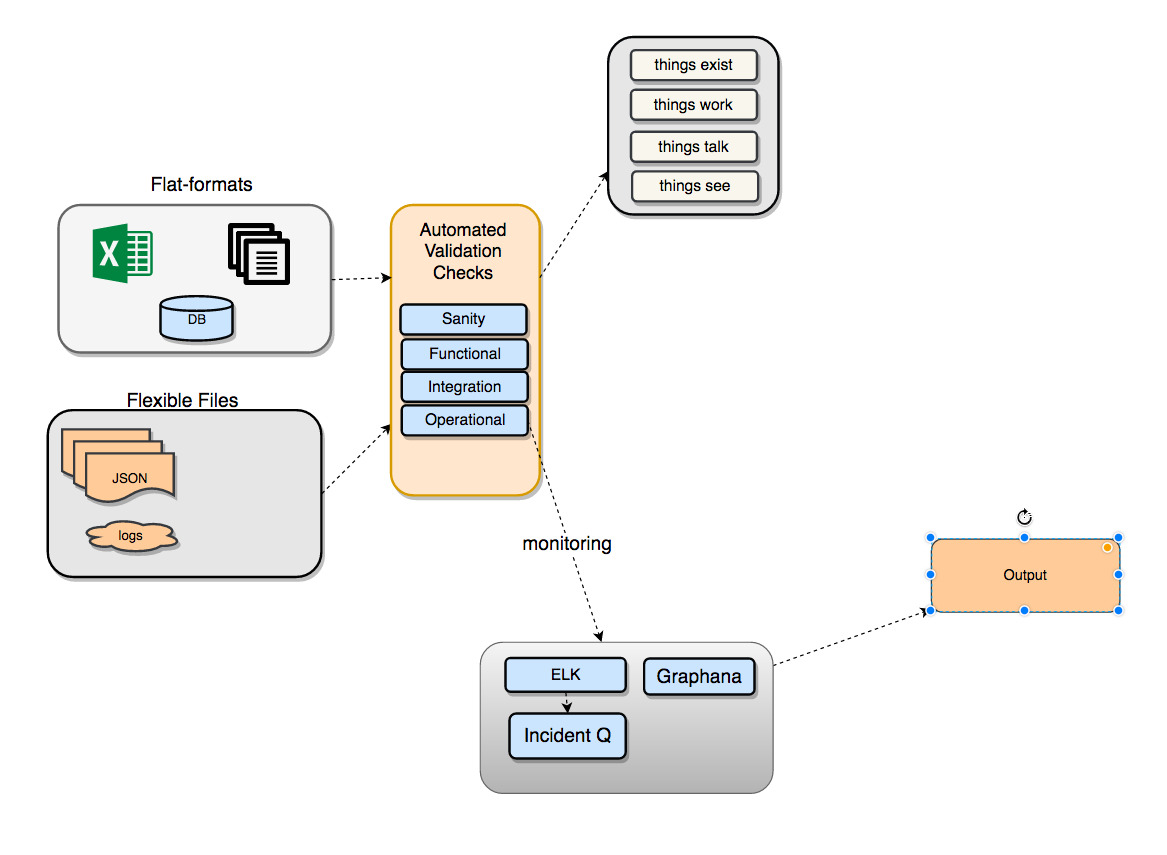 things exist
things work
things talk
things see
Flat-formats
X
DB
Automated
Validation
Checks
Sanity
Functional
Integration
Operational
Flexible Files
JSON
logs
monitoring
Output
ELK
Graphana
Incident Q